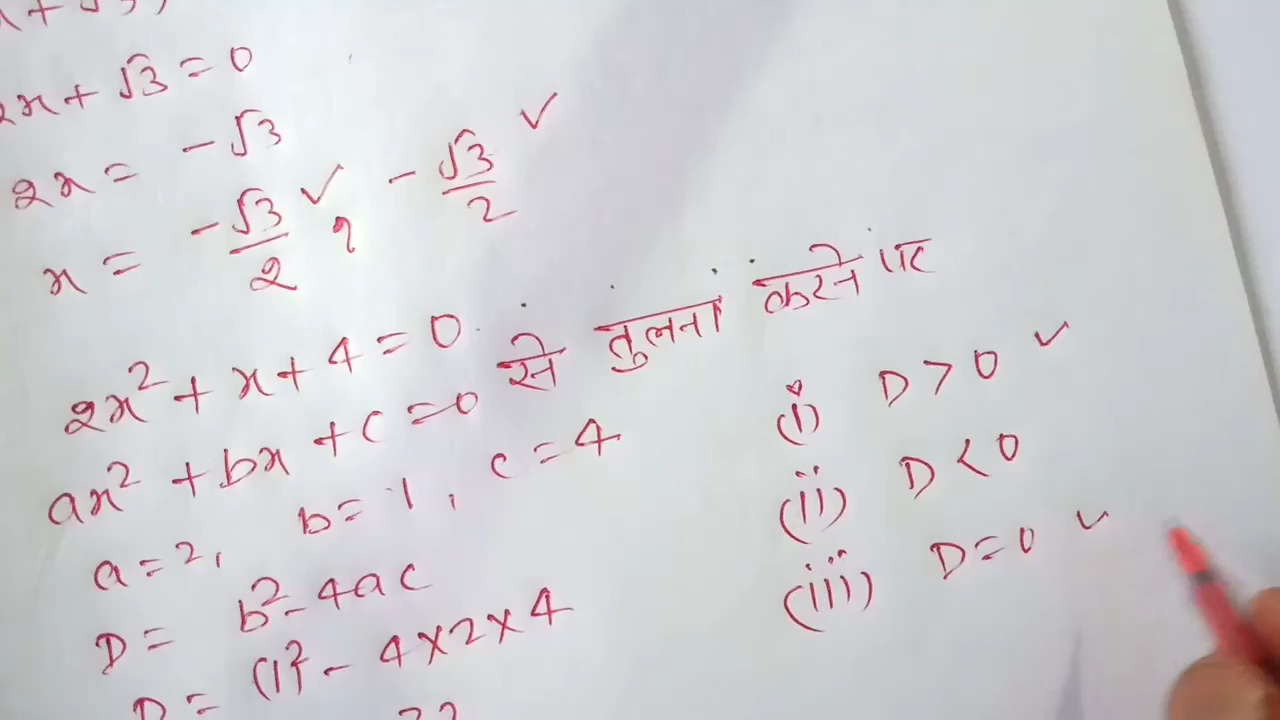 2x + √3 = 0
2x = -√3
x = -√3/2 , -√3/2 ✓
2x² + x + 4 = 0
ax² + bx + c = 0 से तुलना करने पर
a = 2, b = 1, c = 4
D = b² - 4ac
D = (1)² - 4×2×4
(i) D > 0 ✓
(ii) D < 0
(iii) D = 0 ✓